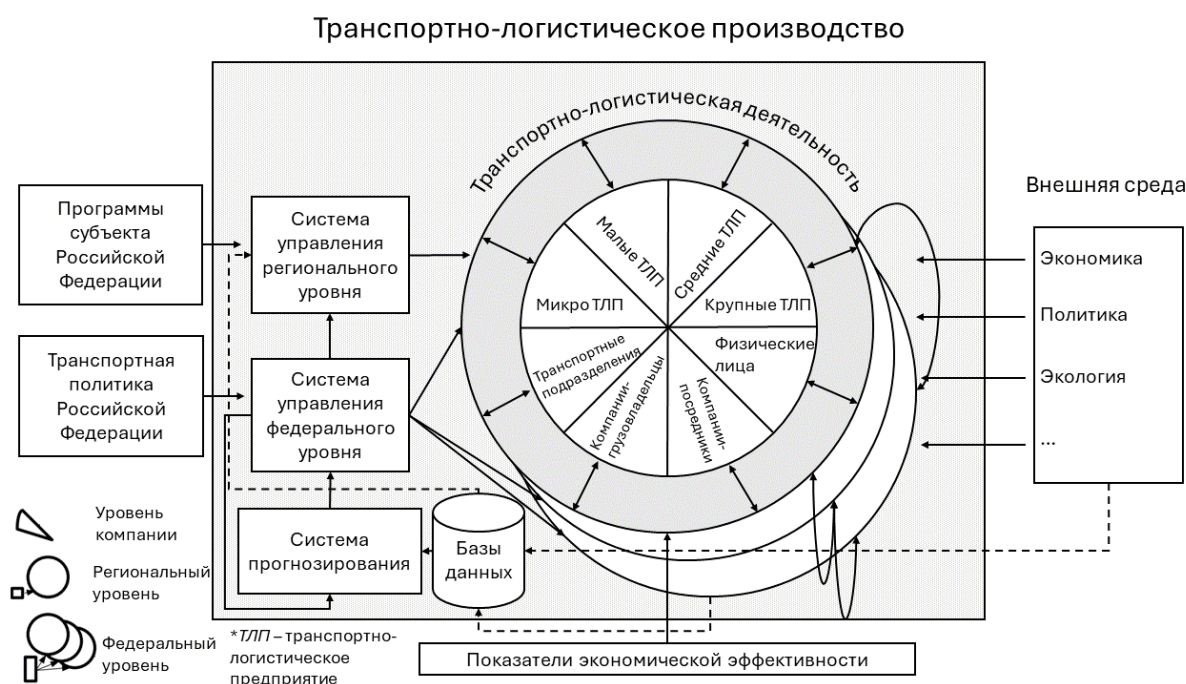 Транспортно-логистическое производство
Транспортно-логистическая деятельность
Программы
субъекта
Российской
Федерации
Система
управления
регионального
уровня
Транспортная
политика
Российской
Федерации
Система
управления
федерального
уровня
Система
прогнозирования
Базы
данных
Малые ТЛП
Средние ТЛП
Микро ТЛП
Крупные ТЛП
Транспортные
подразделения
Физические
лица
Компании-
грузовладельцы
Компании-
посредники
Внешняя среда
Экономика
Политика
Экология
...
Уровень
компании
Региональный
уровень
Федеральный
уровень
*ТЛП – транспортно-
логистическое
предприятие
Показатели экономической эффективности